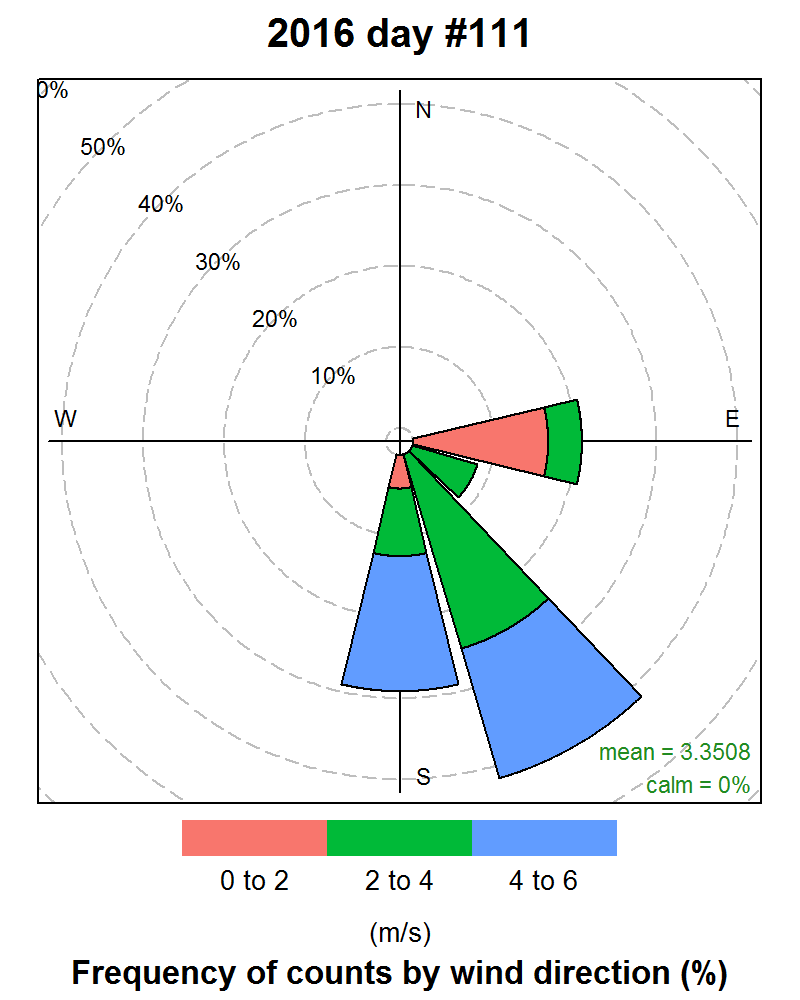 2016 day #111
0%
N
50%
40%
30%
20%
10%
W
E
mean = 3.3508
S
calm = 0%
0 to 2
2 to 4
4 to 6
(m/s)
Frequency of counts by wind direction (%)